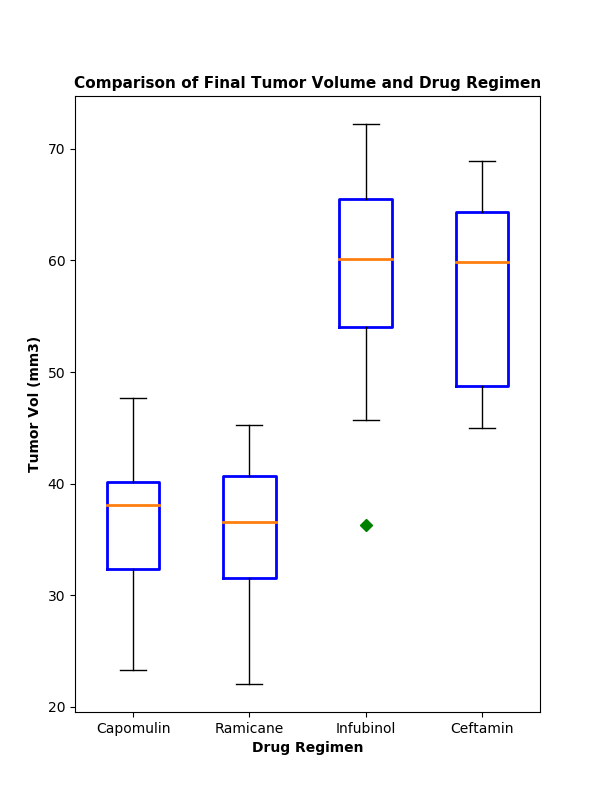 Comparison of Final Tumor Volume and Drug Regimen
70
60
50
40
30
20
Tumor Vol (mm3)
Capomulin Ramicane Infubinol Ceftamin
Drug Regimen